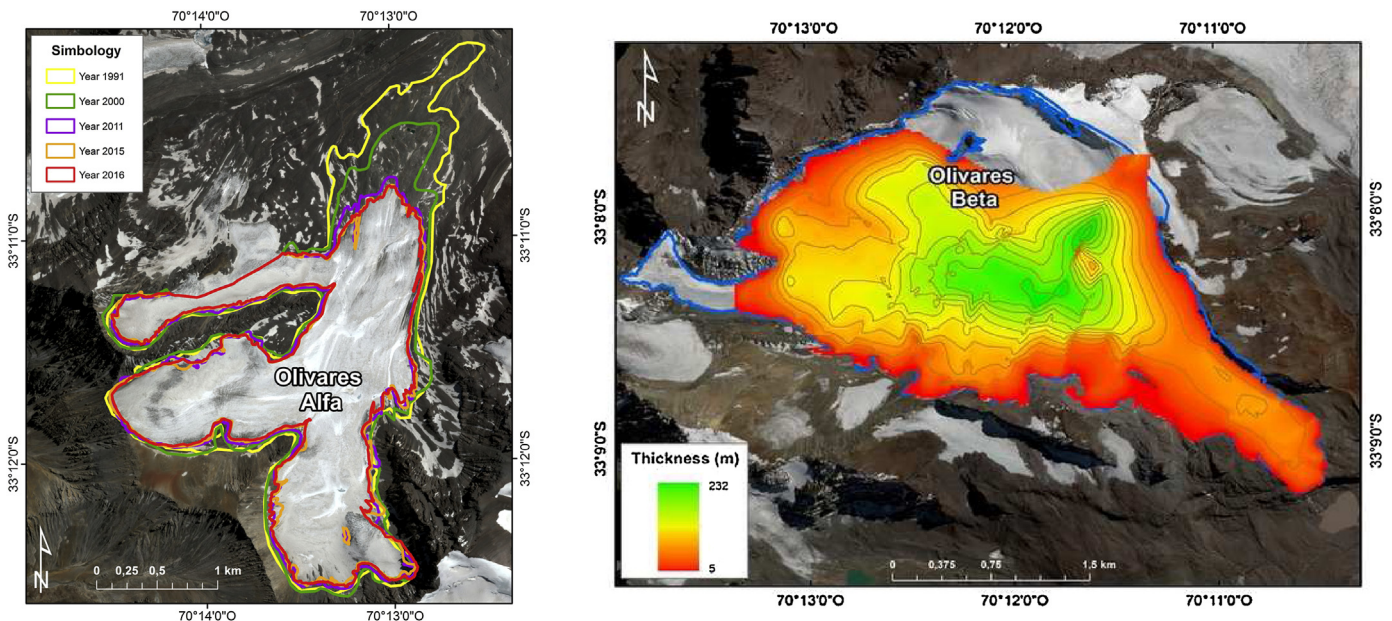 70°14'0"O 70°13'0"O
Simbology
Year 1991
Year 2000
Year 2011
Year 2015
Year 2016
33°11'0"S
33°11'0"S
33°12'0"S
33°12'0"S
Olivares
Alfa
N
0 0,25 0,5 1 km
70°14'0"O 70°13'0"O
70°13'0"O 70°12'0"O 70°11'0"O
N
Olivares
Beta
33°8'0"S
33°8'0"S
33°9'0"S
33°9'0"S
Thickness (m)
232
5
0 0,375 0,75 1,5 km
70°13'0"O 70°12'0"O 70°11'0"O